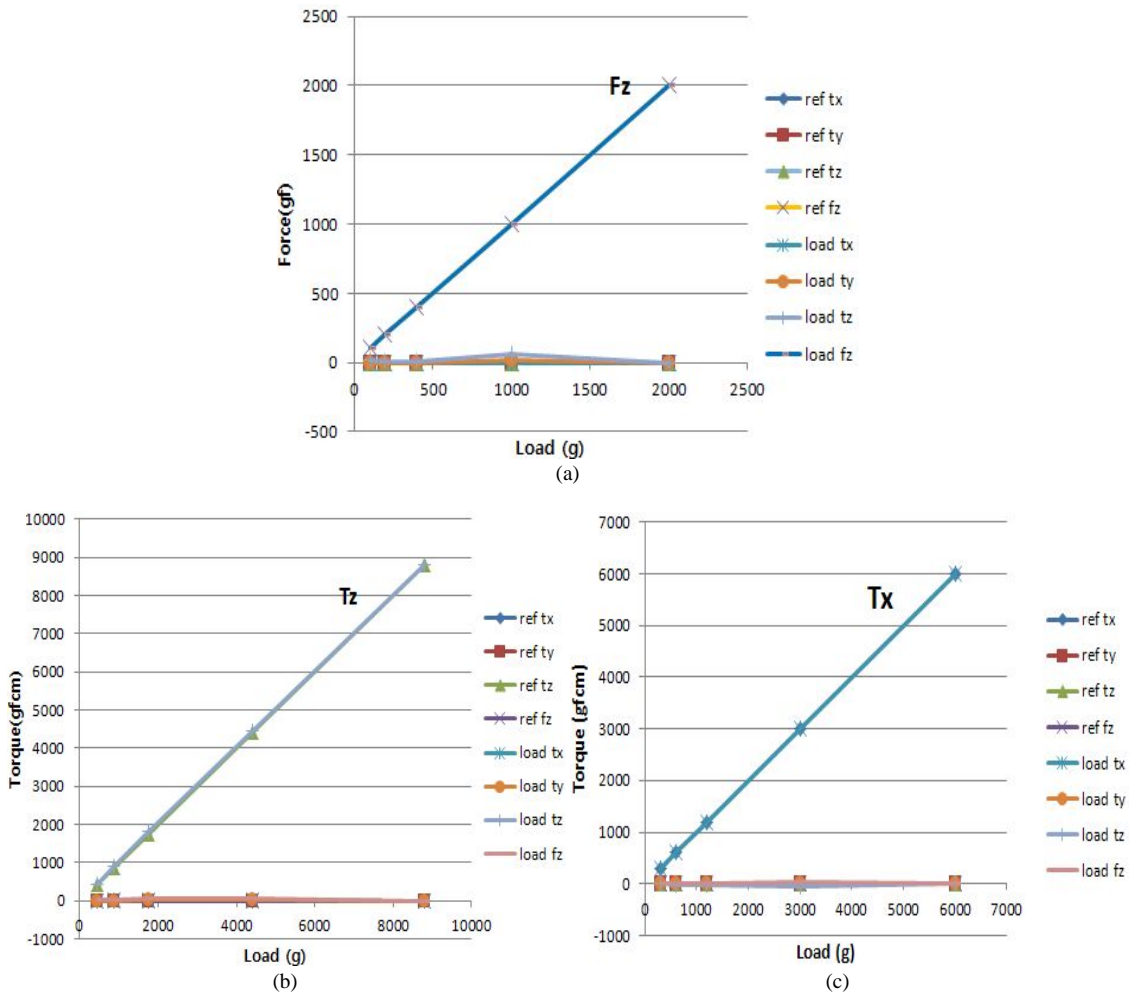 2500
2000
1500
1000
500
0
-500
Force(gf)
Fz
0 500 1000 1500 2000 2500
Load (g)
ref tx
ref ty
ref tz
ref fz
load tx
load ty
load tz
load fz
(a)
10000
9000
8000
7000
6000
5000
4000
3000
2000
1000
0
-1000
Torque(gfcm)
Tz
0 2000 4000 6000 8000 10000
Load (g)
ref tx
ref ty
ref tz
ref fz
load tx
load ty
load tz
load fz
(b)
7000
6000
5000
4000
3000
2000
1000
0
-1000
Torque (gfcm)
Tx
0 1000 2000 3000 4000 5000 6000 7000
Load (g)
ref tx
ref ty
ref tz
ref fz
load tx
load ty
load tz
load fz
(c)